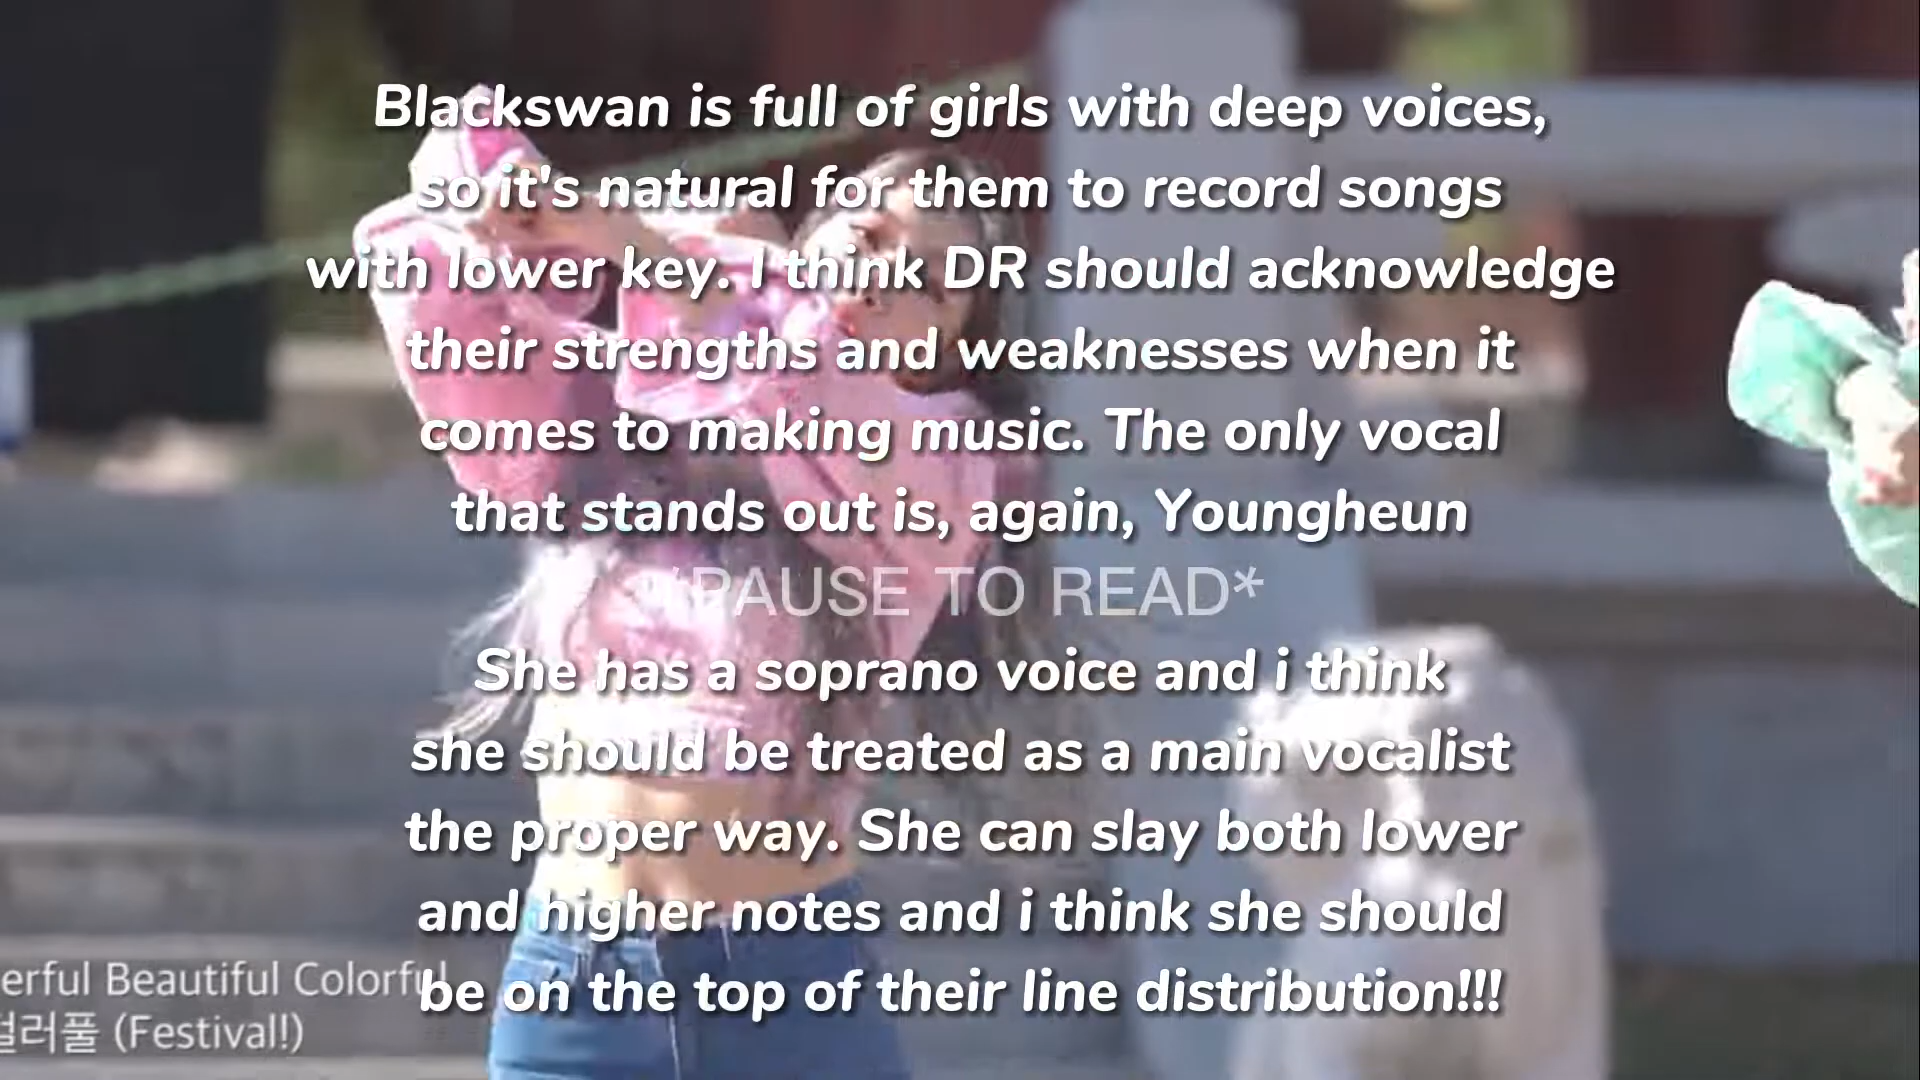 Blackswan is full of girls with deep voices,
so it's natural for them to record songs
with lower key. I think DR should acknowledge
their strengths and weaknesses when it
comes to making music. The only vocal
that stands out is, again, Youngheun
*PAUSE TO READ*
She has a soprano voice and i think
she should be treated as a main vocalist
the proper way. She can slay both lower
and higher notes and i think she should
be on the top of their line distribution!!!
erful Beautiful Colorful
컬러풀 (Festival!)